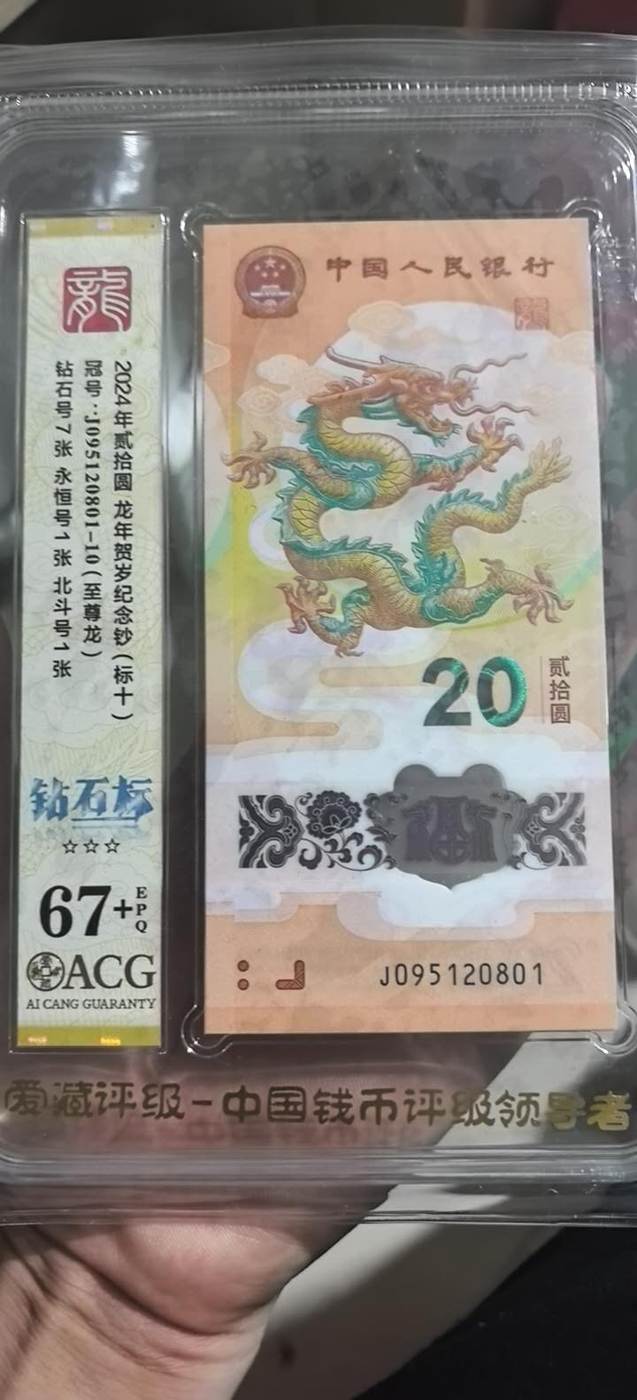 龍
2024年贰拾圆 龙年贺岁纪念钞(标十)
冠号:J095120801-10(至尊龙)
钻石号7张 永恒号1张 北斗号1张
钻石标
☆☆☆
67+EPQ
ACG
AI CANG GUARANTY
中国人民银行
龍
20
贰拾圆
J095120801
爱藏评级-中国钱币评级领导者